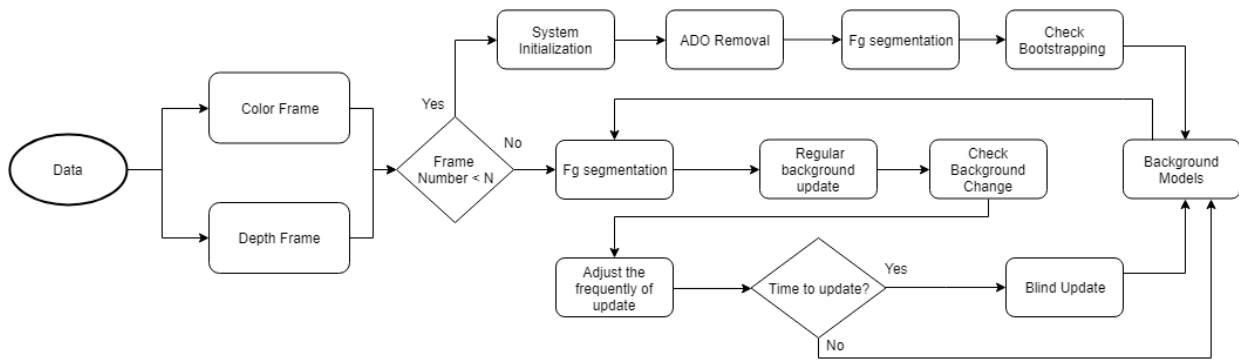 System
Initialization
ADO Removal
Fg segmentation
Check
Bootstrapping
Yes
Color Frame
Data
Depth Frame
Frame
Number < N
No
Fg segmentation
Regular
background
update
Check
Background
Change
Background
Models
Adjust the
frequently of
update
Time to update?
Yes
Blind Update
No